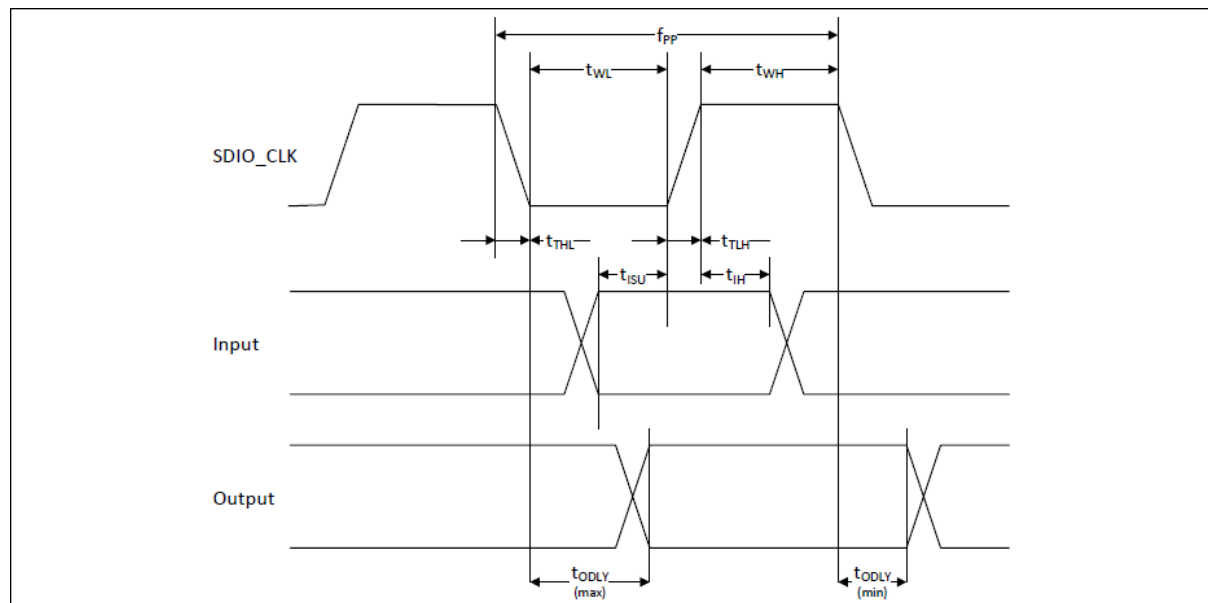 fPP
tWL
tWH
SDIO_CLK
tTHL
tTLH
tISU
tIH
Input
Output
tODLY
(max)
tODLY
(min)